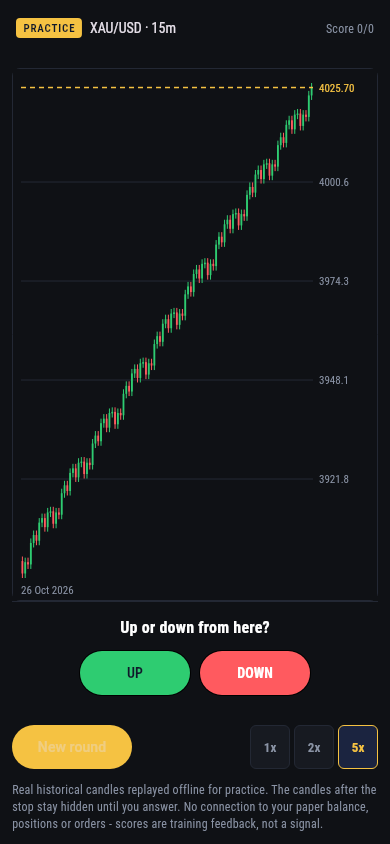 PRACTICE XAU/USD · 15m Score 0/0
4025.70
4000.6
3974.3
3948.1
3921.8
26 Oct 2026
Up or down from here?
UP DOWN
New round 1x 2x 5x
Real historical candles replayed offline for practice. The candles after the
stop stay hidden until you answer. No connection to your paper balance,
positions or orders - scores are training feedback, not a signal.